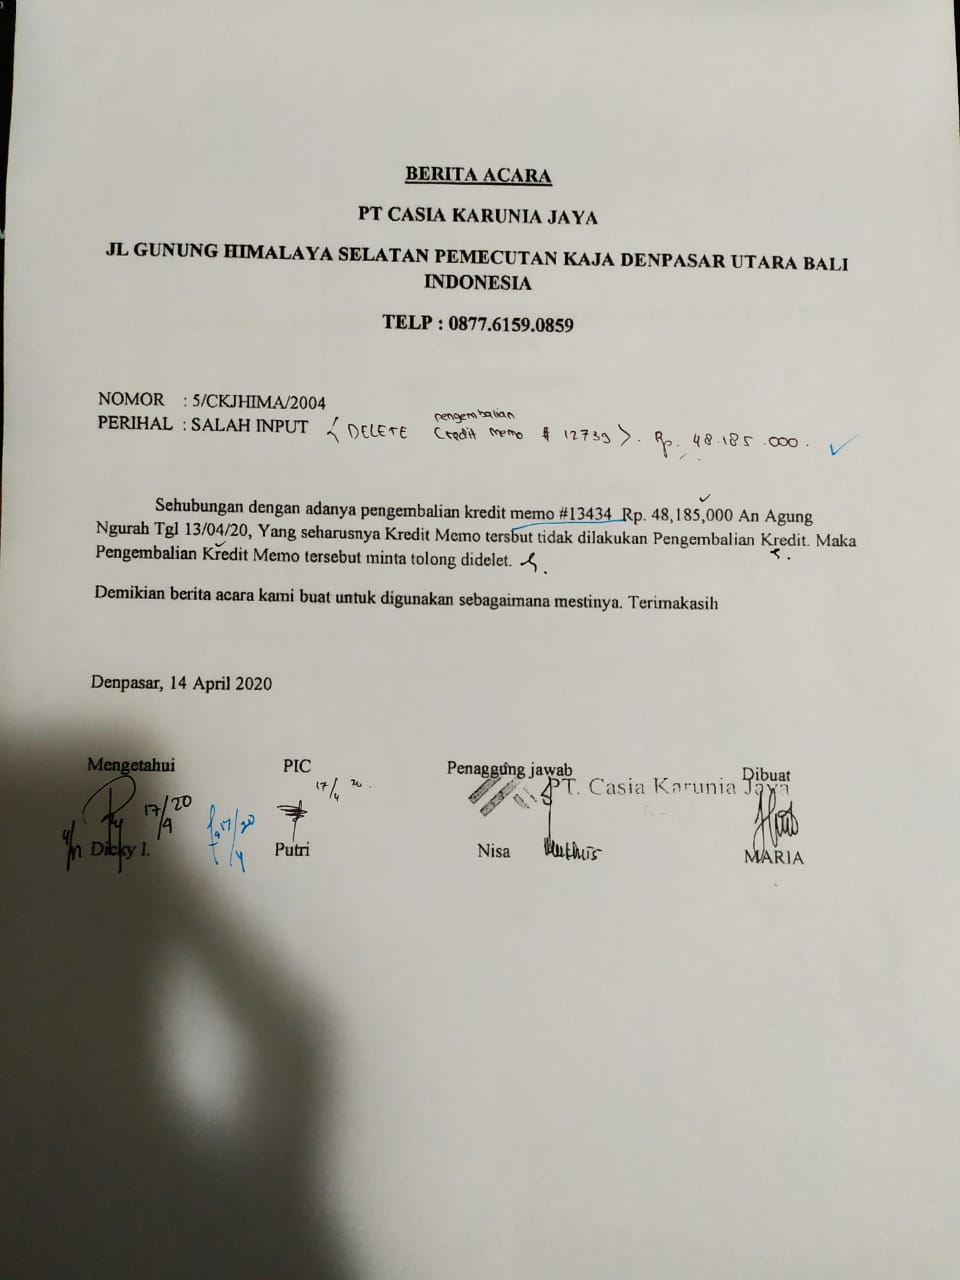 BERITA ACARA
PT CASIA KARUNIA JAYA
JL GUNUNG HIMALAYA SELATAN PEMECUTAN KAJA DENPASAR UTARA BALI
INDONESIA
TELP : 0877.6159.0859
NOMOR : 5/CKJHIMA/2004
pengembalian
PERIHAL : SALAH INPUT < DELETE Credit memo # 12739 >. Rp. 48.185.000.
Sehubungan dengan adanya pengembalian kredit memo #13434 Rp. 48,185,000 An Agung
Ngurah Tgl 13/04/20, Yang seharusnya Kredit Memo tersbut tidak dilakukan Pengembalian Kredit. Maka
Pengembalian Kredit Memo tersebut minta tolong didelet.
Demikian berita acara kami buat untuk digunakan sebagaimana mestinya. Terimakasih
Denpasar, 14 April 2020
Mengetahui PIC Penaggung jawab Dibuat
17/4 20. PT. Casia Karunia Jaya
17/4 20 17/4 20
Dicky I. Putri Nisa MARIA